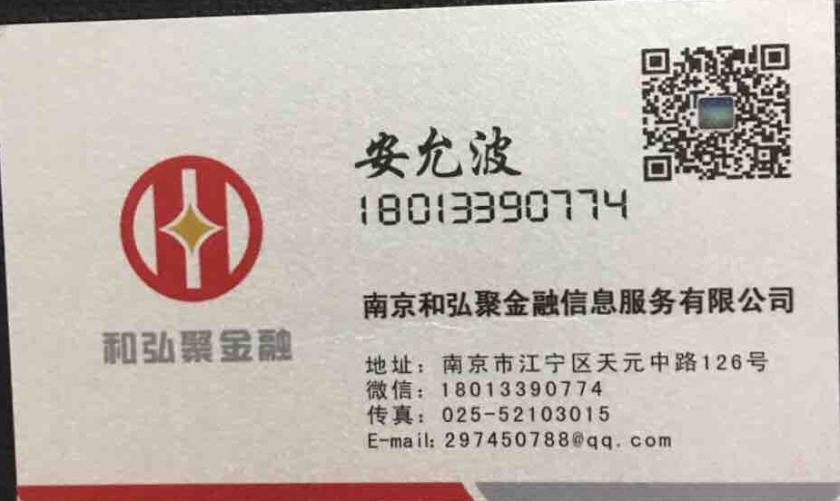 安允波
18013390774
和弘聚金融
南京和弘聚金融信息服务有限公司
地址：南京市江宁区天元中路126号
微信：18013390774
传真：025-52103015
E-mail:297450788@qq.com